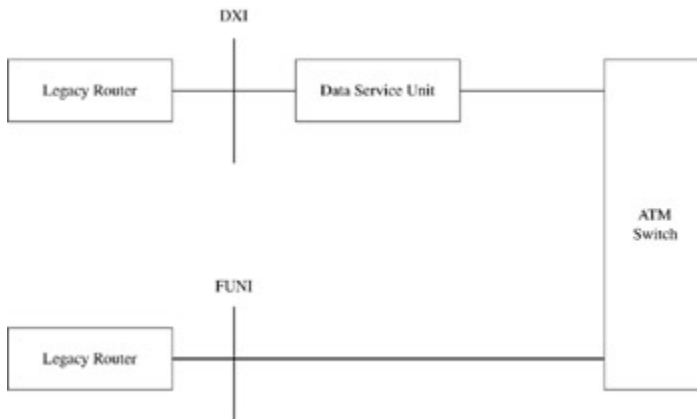 DXI
Legacy Router
Data Service Unit
ATM
Switch
FUNI
Legacy Router